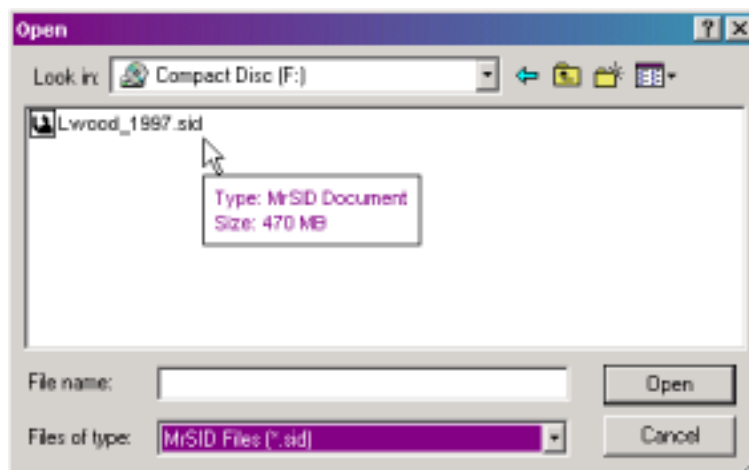 Open
Look in: Compact Disc (F:)
Lwood_1997.sid
Type: MrSID Document
Size: 470 MB
File name:
Open
Files of type: MrSID Files (*.sid)
Cancel